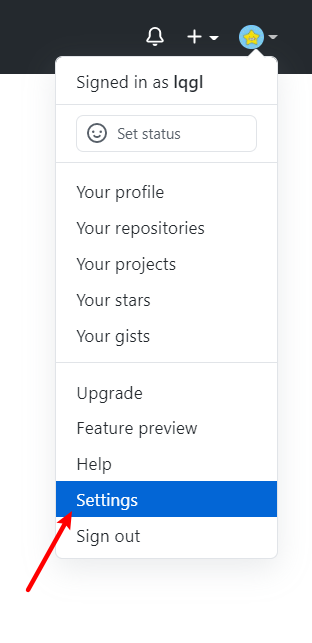 Signed in as lqgl
Set status
Your profile
Your repositories
Your projects
Your stars
Your gists
Upgrade
Feature preview
Help
Settings
Sign out